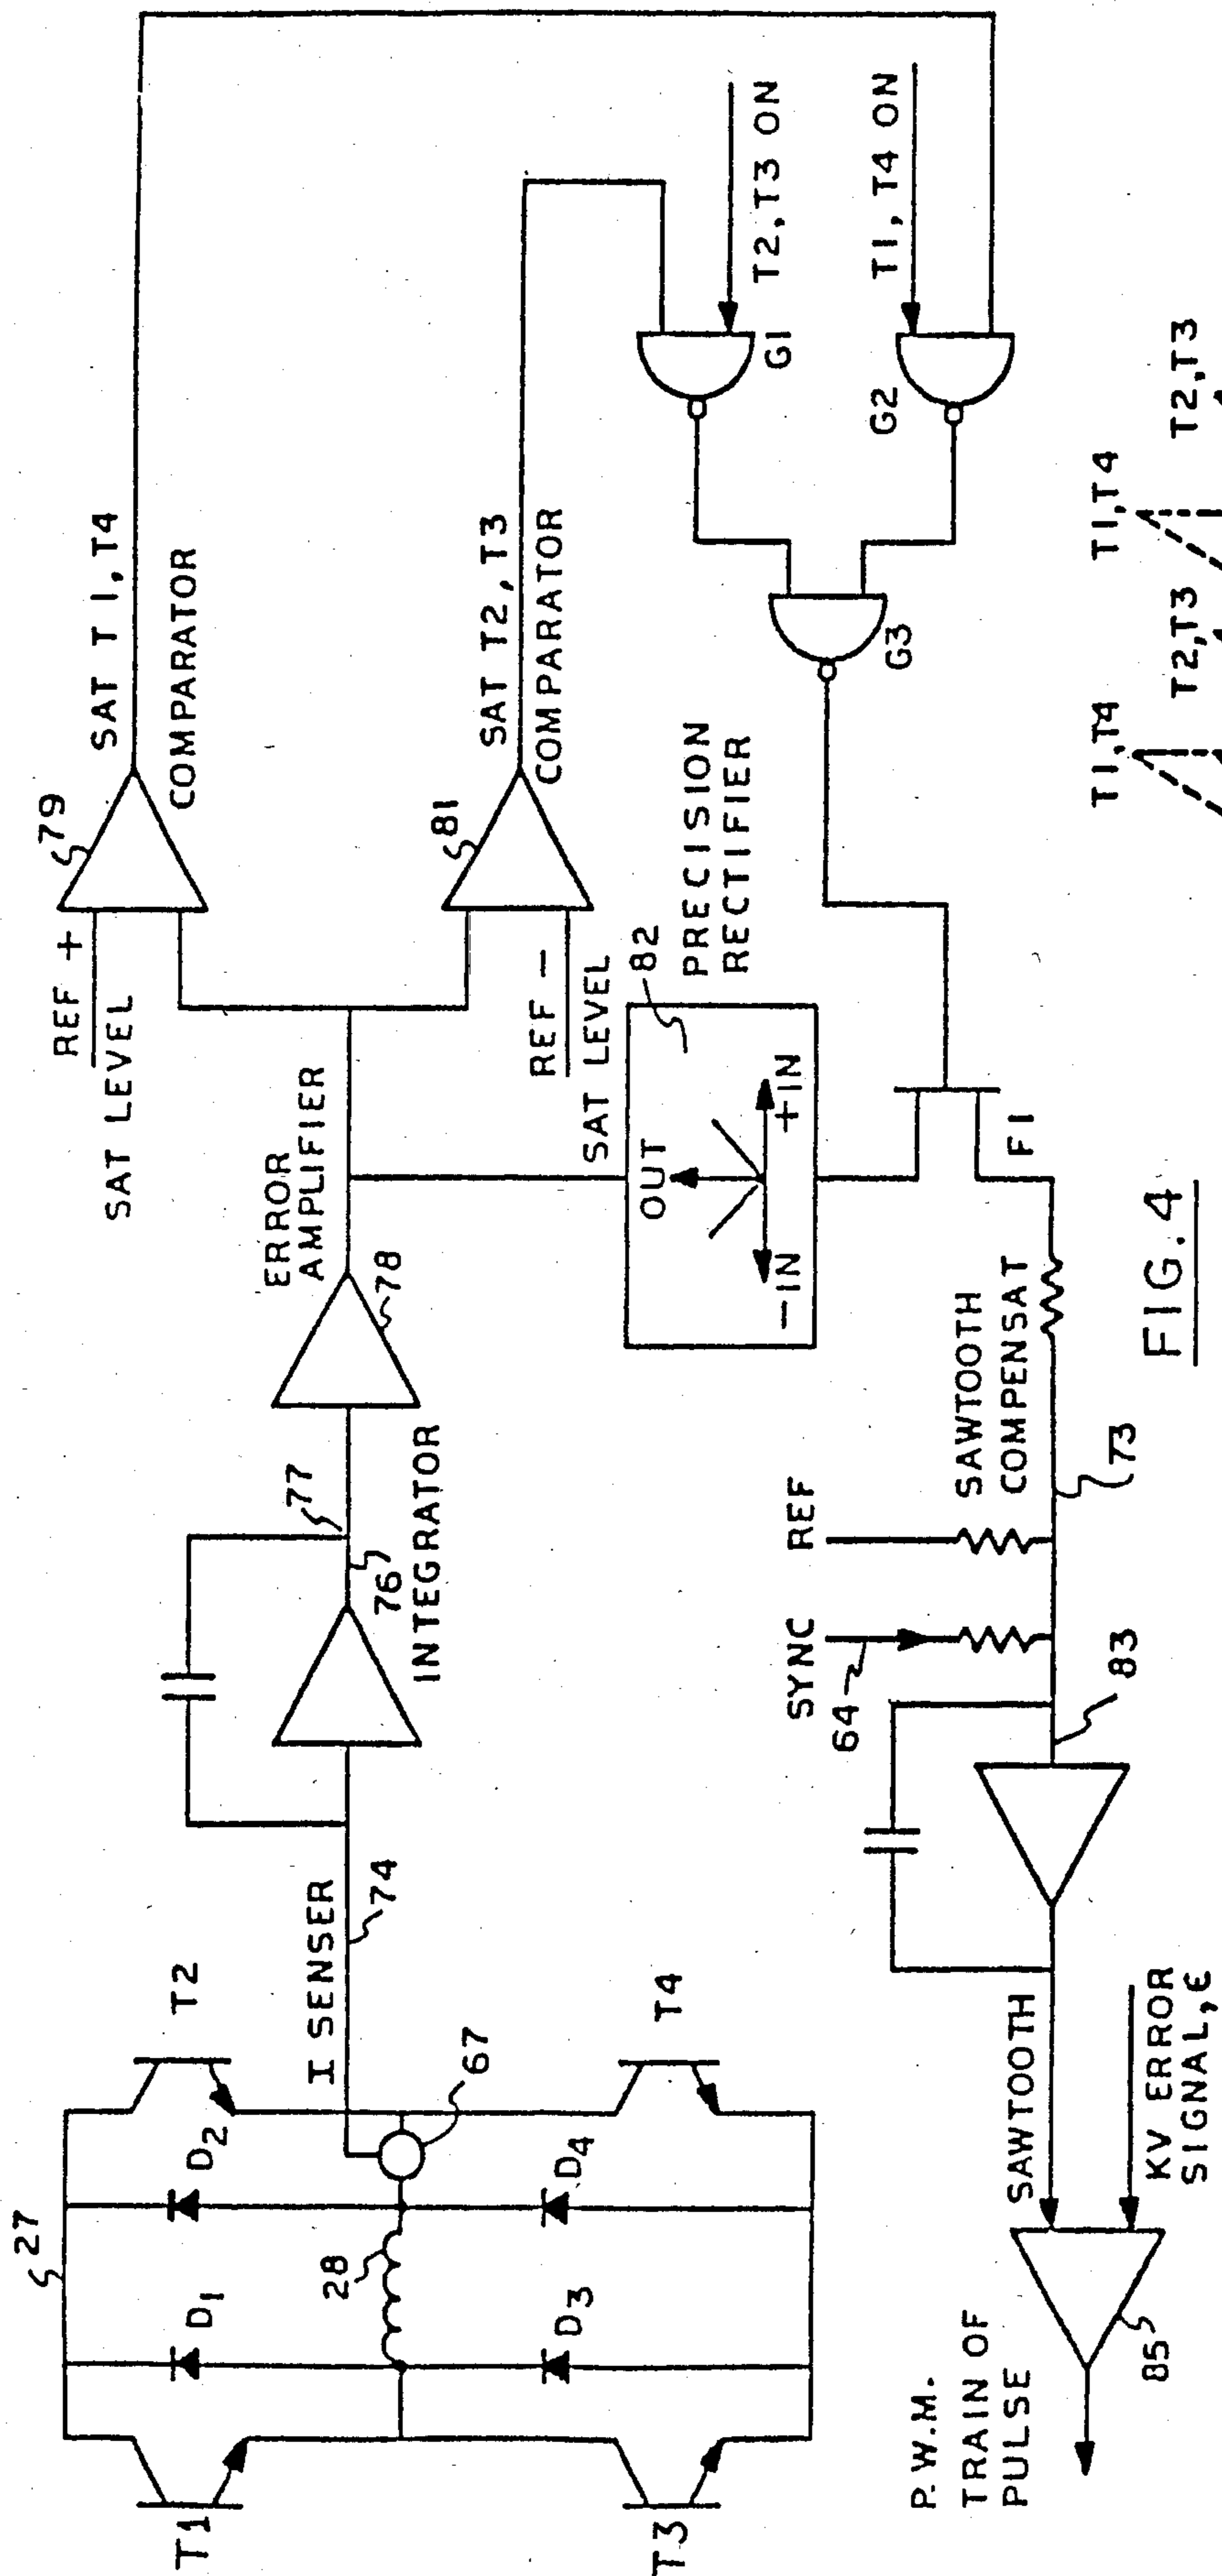 27
T1
T2
D1
D2
28
D3
D4
T3
T4
67
I SENSER
74
76
77
INTEGRATOR
78
ERROR
AMPLIFIER
REF +
SAT LEVEL
79
SAT T1, T4
COMPARATOR
REF -
SAT LEVEL
81
SAT T2, T3
COMPARATOR
82
OUT
-IN
+IN
PRECISION
RECTIFIER
T2, T3 ON
G1
T1, T4 ON
G2
G3
F1
SAWTOOTH
COMPENSAT
73
REF
SYNC
64
83
SAWTOOTH
KV ERROR
SIGNAL, ε
85
P.W.M.
TRAIN OF
PULSE
T1,T4
T2,T3
T1,T4
T2,T3
FIG. 4